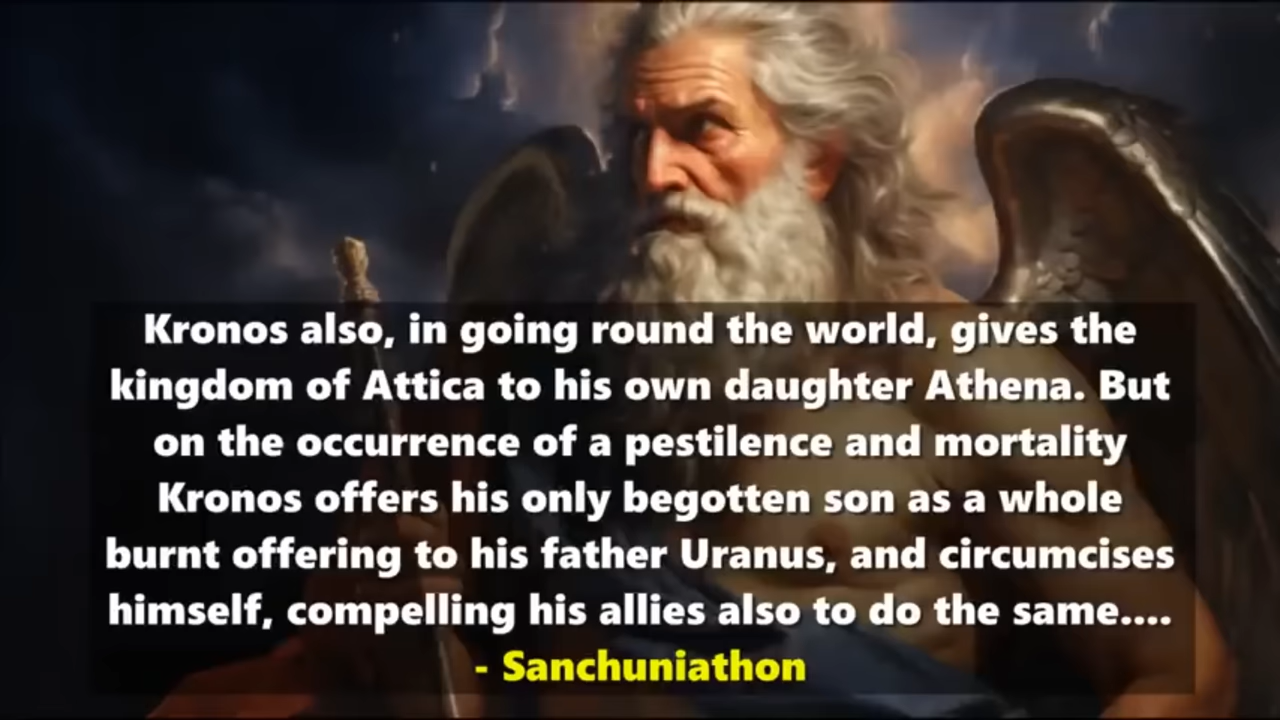 Kronos also, in going round the world, gives the
kingdom of Attica to his own daughter Athena. But
on the occurrence of a pestilence and mortality
Kronos offers his only begotten son as a whole
burnt offering to his father Uranus, and circumcises
himself, compelling his allies also to do the same....
- Sanchuniathon